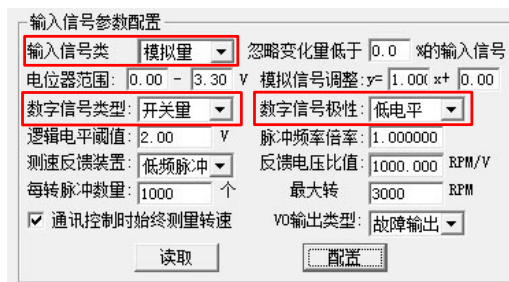 输入信号参数配置
输入信号类 模拟量 忽略变化量低于 0.0 %的输入信号
电位器范围: 0.00 - 3.30 V 模拟信号调整:y= 1.00( x+ 0.00
数字信号类型: 开关量 数字信号极性: 低电平
逻辑电平阈值: 2.00 V 脉冲频率倍率: 1.000000
测速反馈装置: 低频脉冲 反馈电压比值: 1000.000 RPM/V
每转脉冲数量: 1000 个 最大转 3000 RPM
通讯控制时始终测量转速 VO输出类型: 故障输出
读取 配置